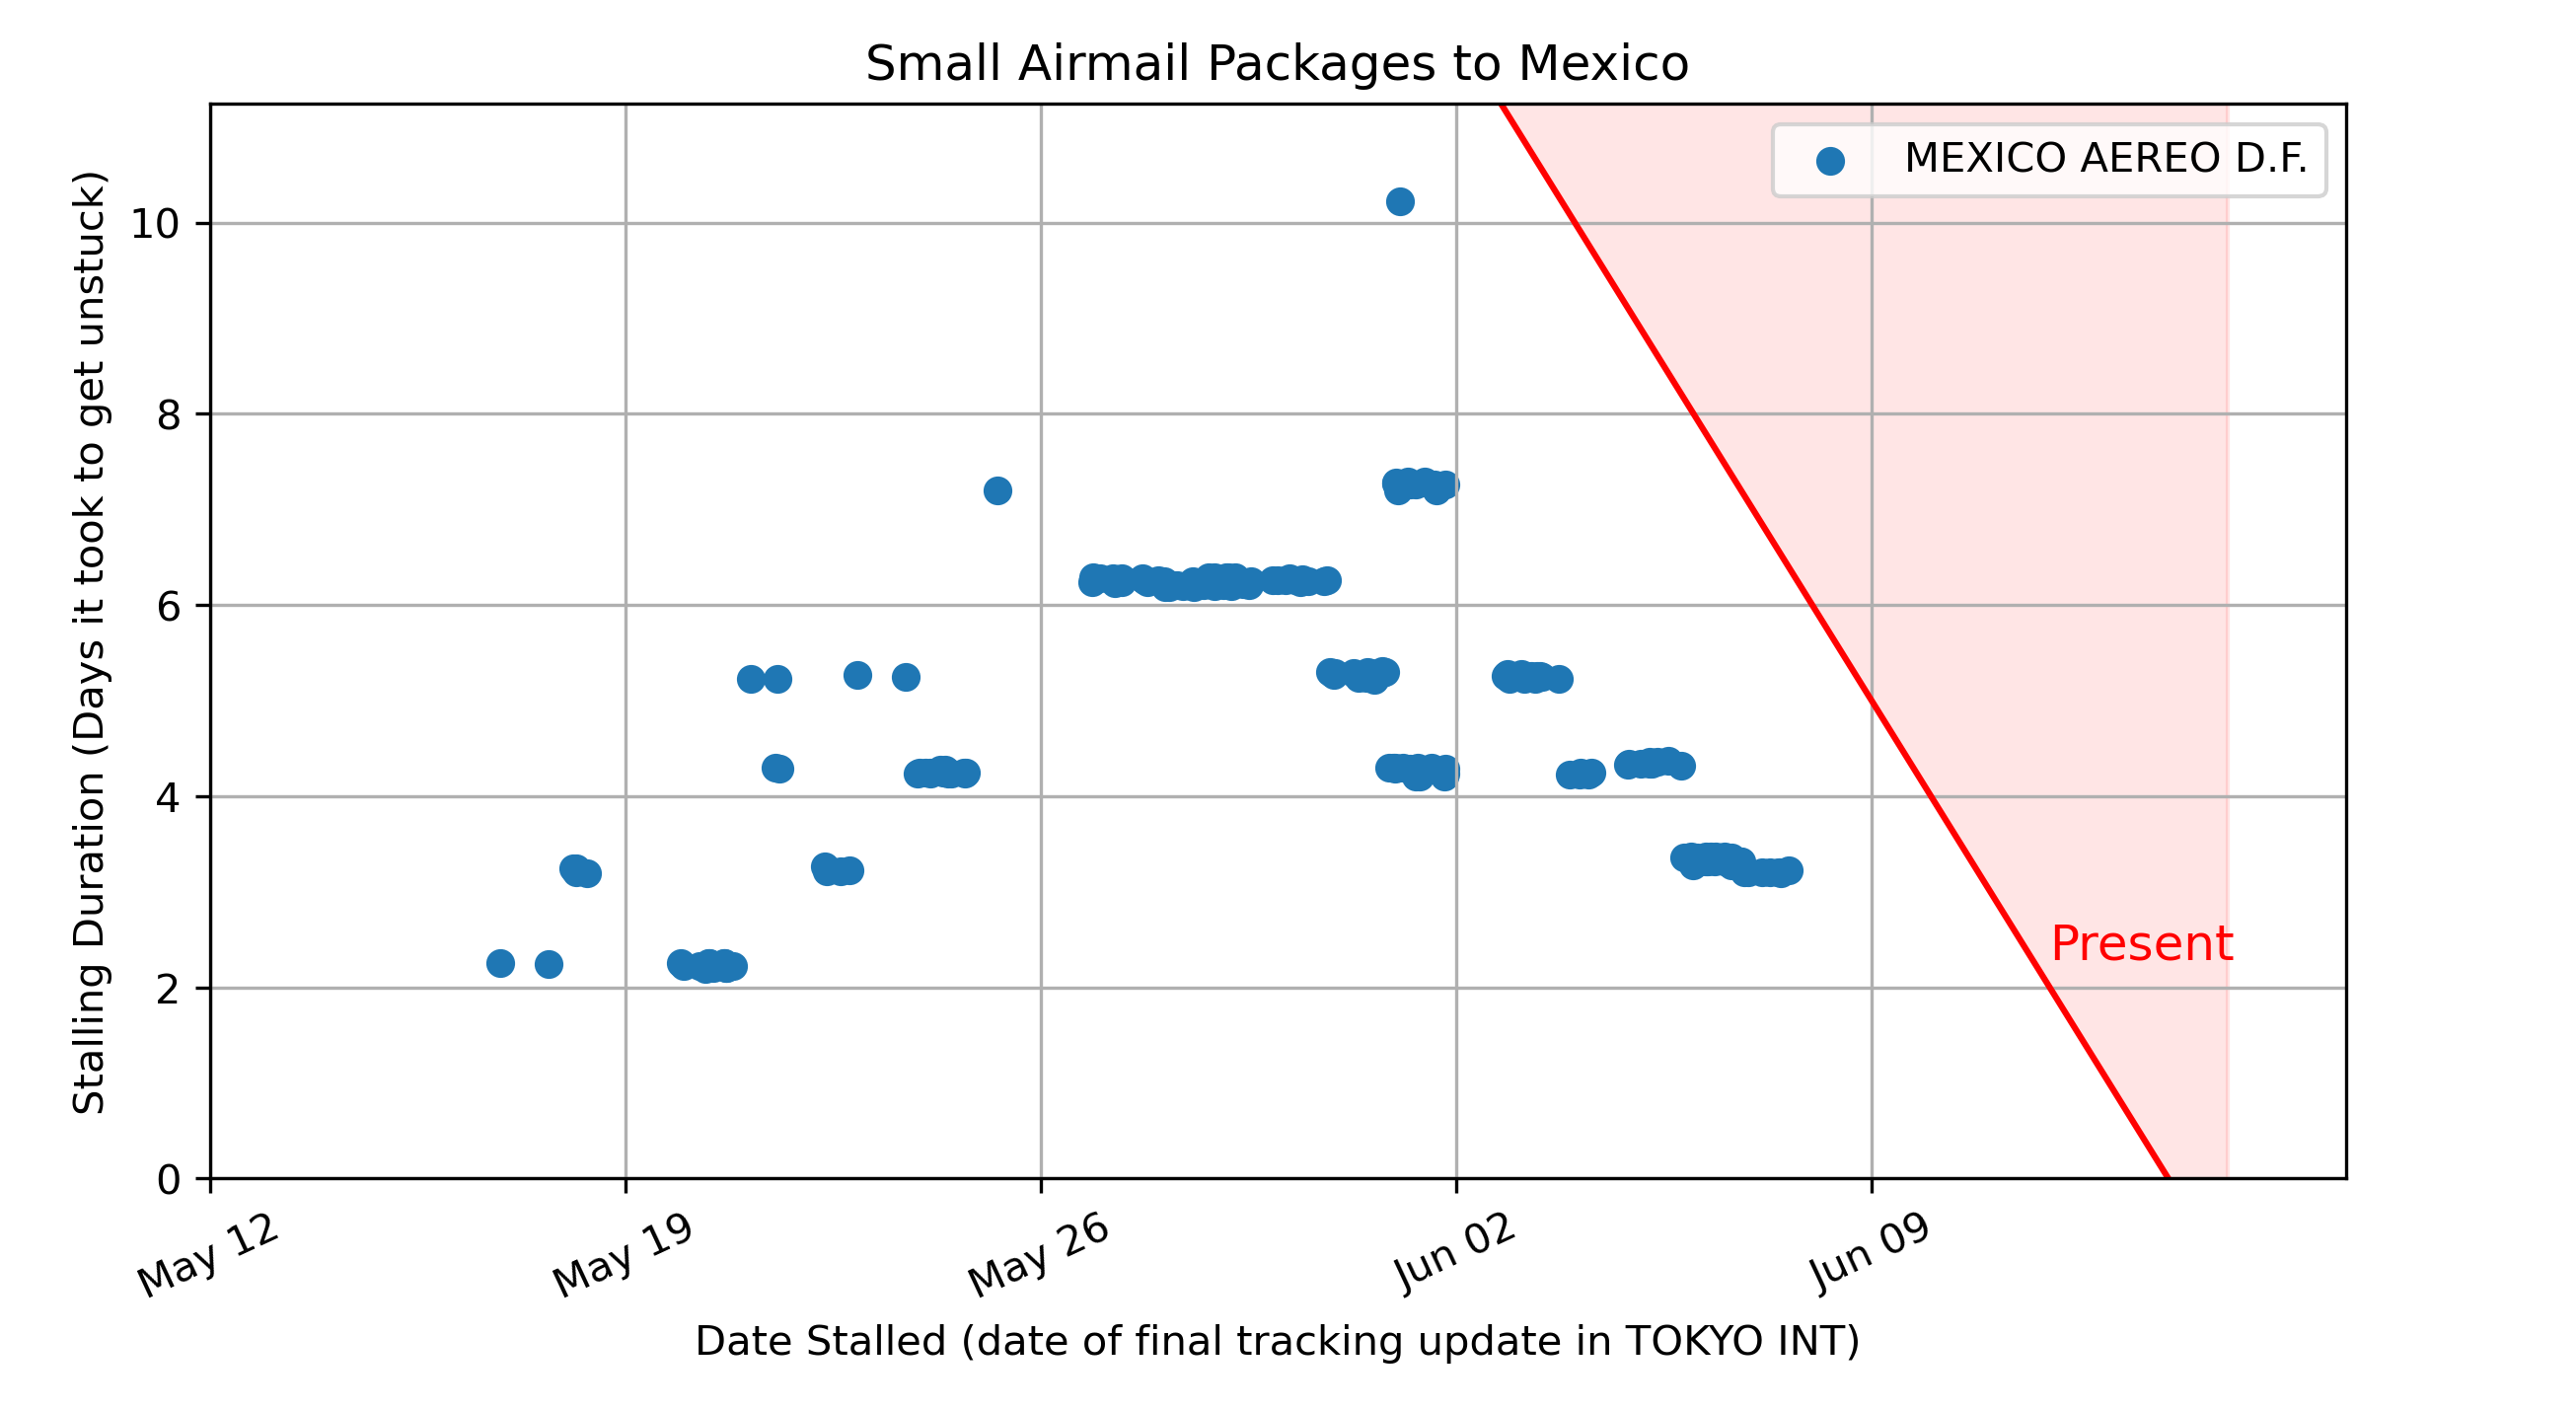 Small Airmail Packages to Mexico
MEXICO AEREO D.F.
Stalling Duration (Days it took to get unstuck)
10
8
6
4
2
0
Present
May 12
May 19
May 26
Jun 02
Jun 09
Date Stalled (date of final tracking update in TOKYO INT)